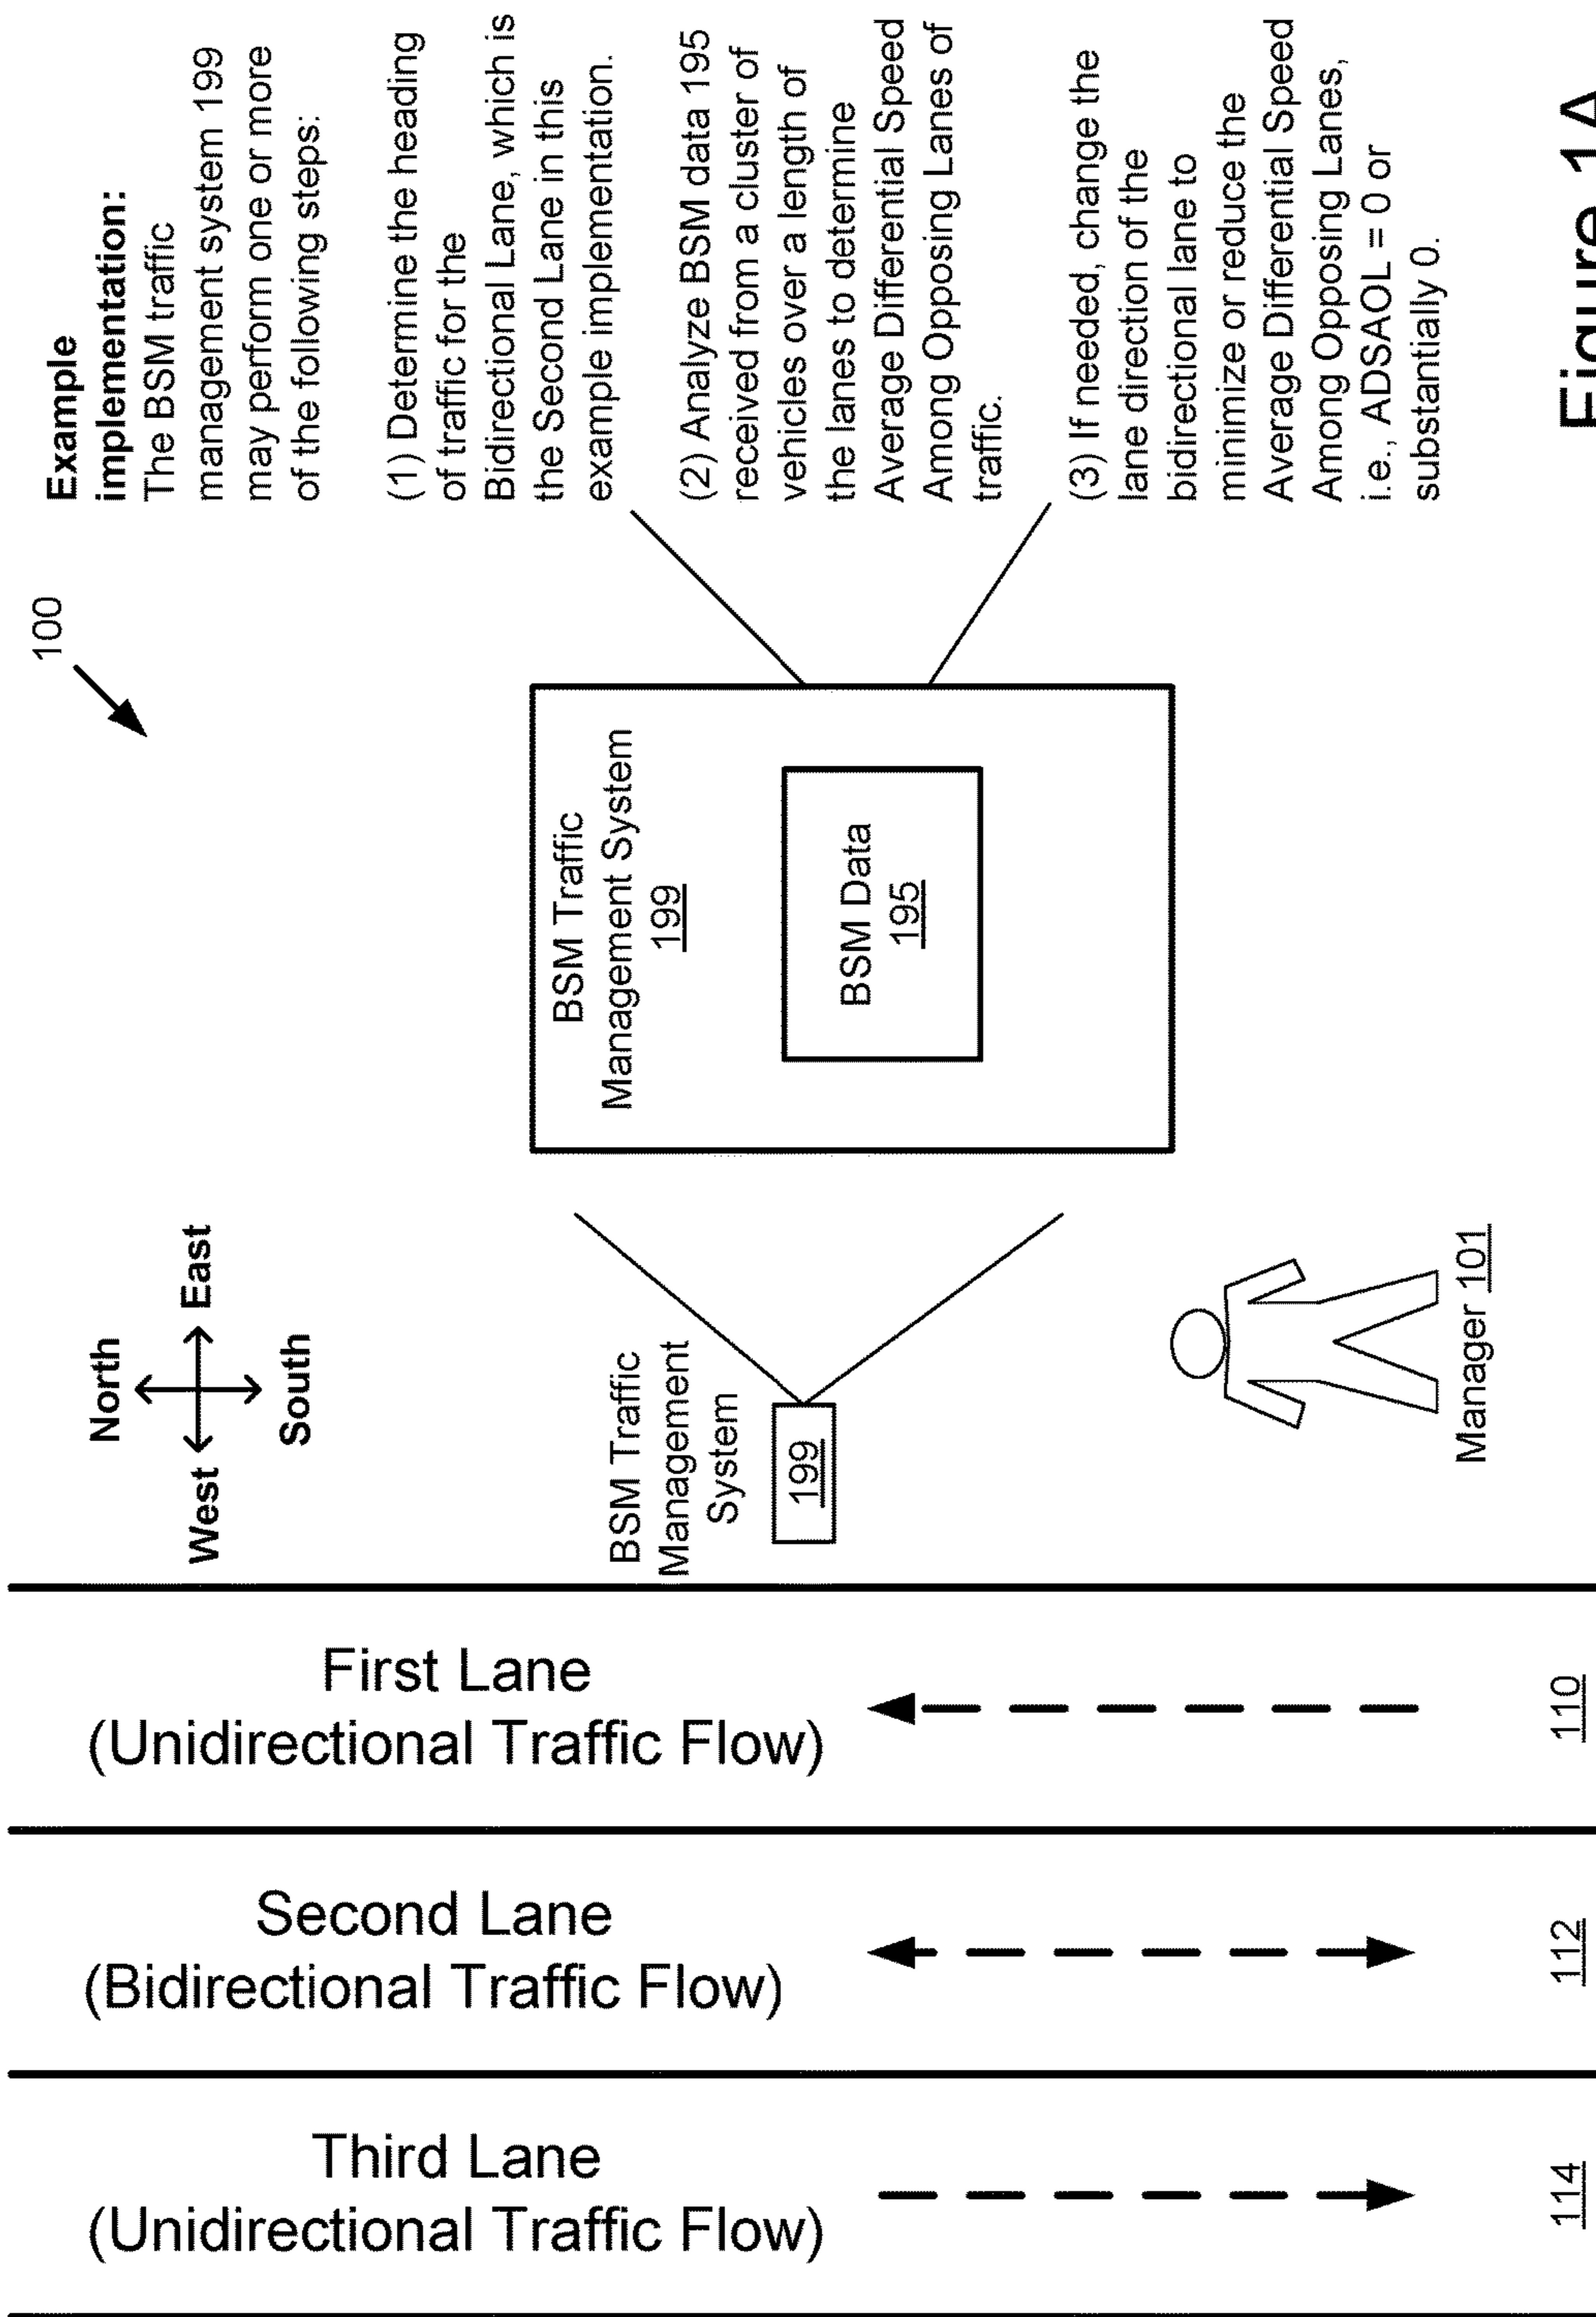 100
North
West
East
South
Third Lane
(Unidirectional Traffic Flow)
114
Second Lane
(Bidirectional Traffic Flow)
112
First Lane
(Unidirectional Traffic Flow)
110
BSM Traffic
Management
System
199
Manager 101
BSM Traffic
Management System
199
BSM Data
195
Example
implementation:
The BSM traffic
management system 199
may perform one or more
of the following steps:
(1) Determine the heading
of traffic for the
Bidirectional Lane, which is
the Second Lane in this
example implementation.
(2) Analyze BSM data 195
received from a cluster of
vehicles over a length of
the lanes to determine
Average Differential Speed
Among Opposing Lanes of
traffic.
(3) If needed, change the
lane direction of the
bidirectional lane to
minimize or reduce the
Average Differential Speed
Among Opposing Lanes,
i.e., ADSAOL = 0 or
substantially 0.
Figure 1A